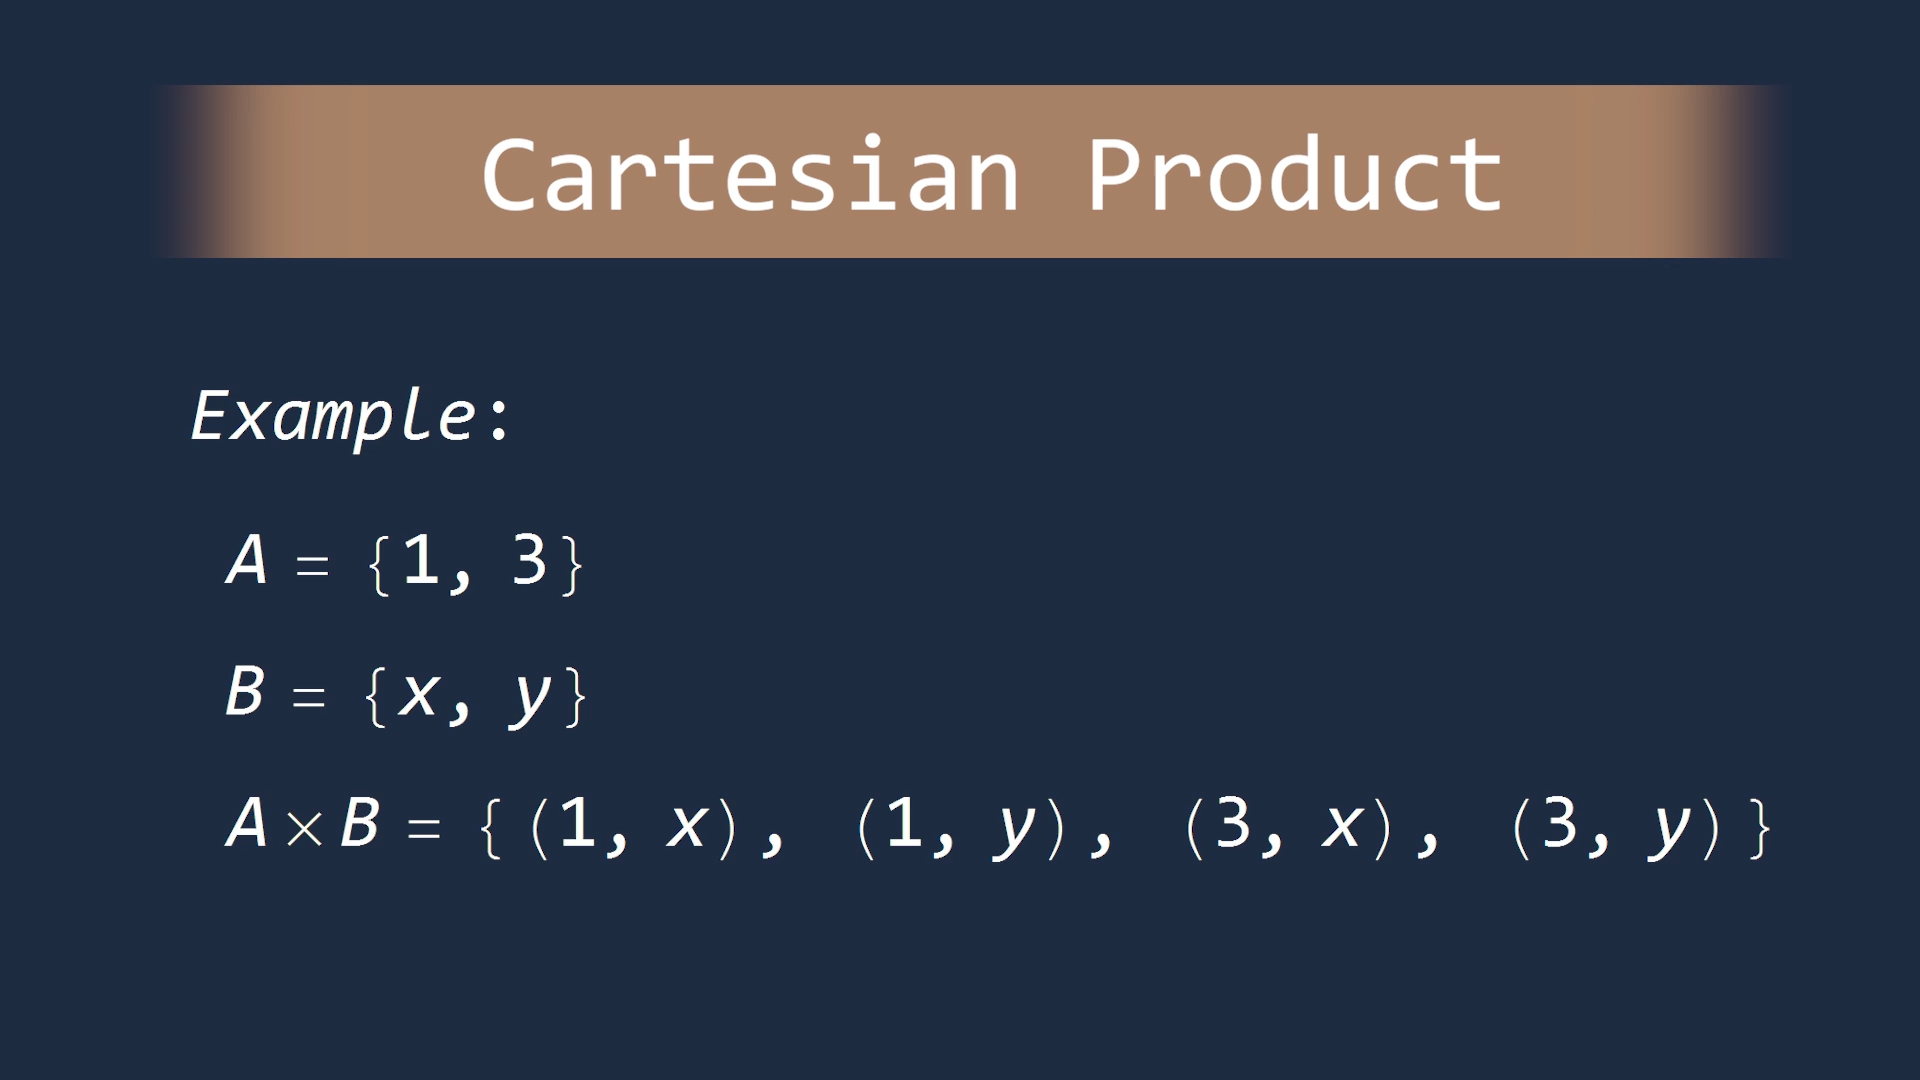 Cartesian Product
Example:
A = {1, 3}
B = {x, y}
A×B = {(1, x), (1, y), (3, x), (3, y)}